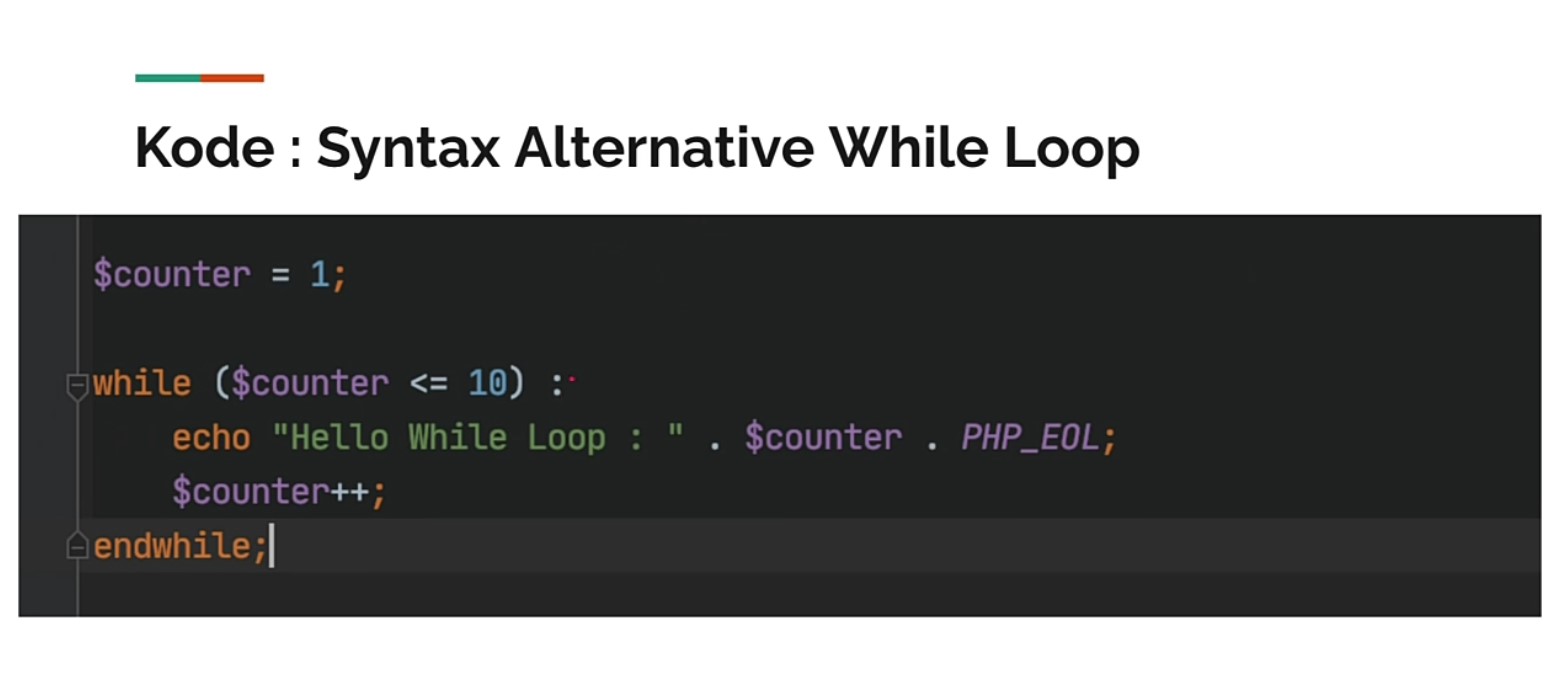 Kode : Syntax Alternative While Loop
$counter = 1;
while ($counter <= 10) :
echo "Hello While Loop : " . $counter . PHP_EOL;
$counter++;
endwhile;